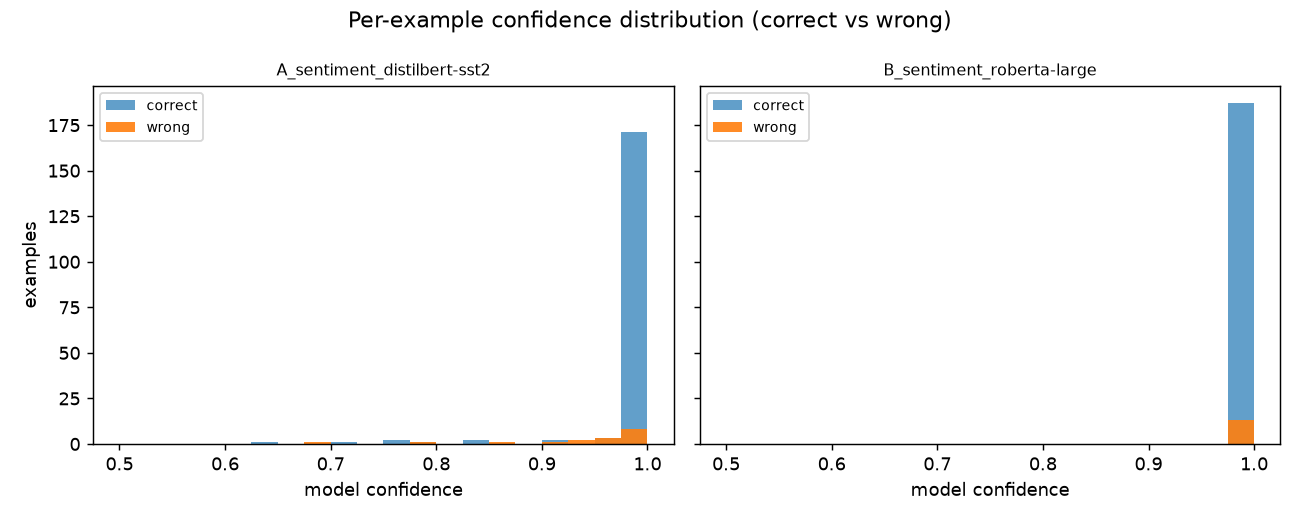 Per-example confidence distribution (correct vs wrong)
A_sentiment_distilbert-sst2
correct
wrong
examples
175
150
125
100
75
50
25
0
0.5 0.6 0.7 0.8 0.9 1.0
model confidence
B_sentiment_roberta-large
correct
wrong
0.5 0.6 0.7 0.8 0.9 1.0
model confidence